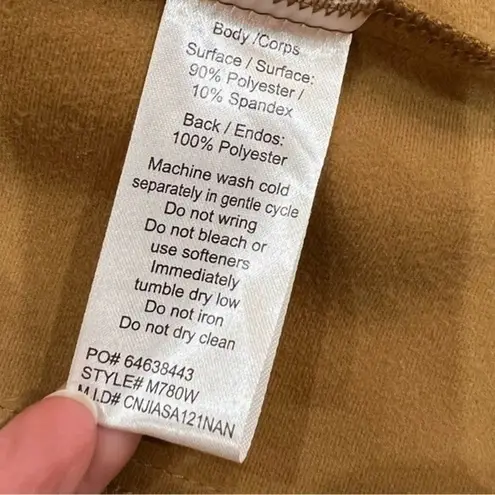 Body /Corps
Surface / Surface:
90% Polyester /
10% Spandex
Back / Endos:
100% Polyester
Machine wash cold
separately in gentle cycle
Do not wring
Do not bleach or
use softeners
Immediately
tumble dry low
Do not iron
Do not dry clean
PO# 64638443
STYLE# M780W
M.I.D# CNJIASA121NAN